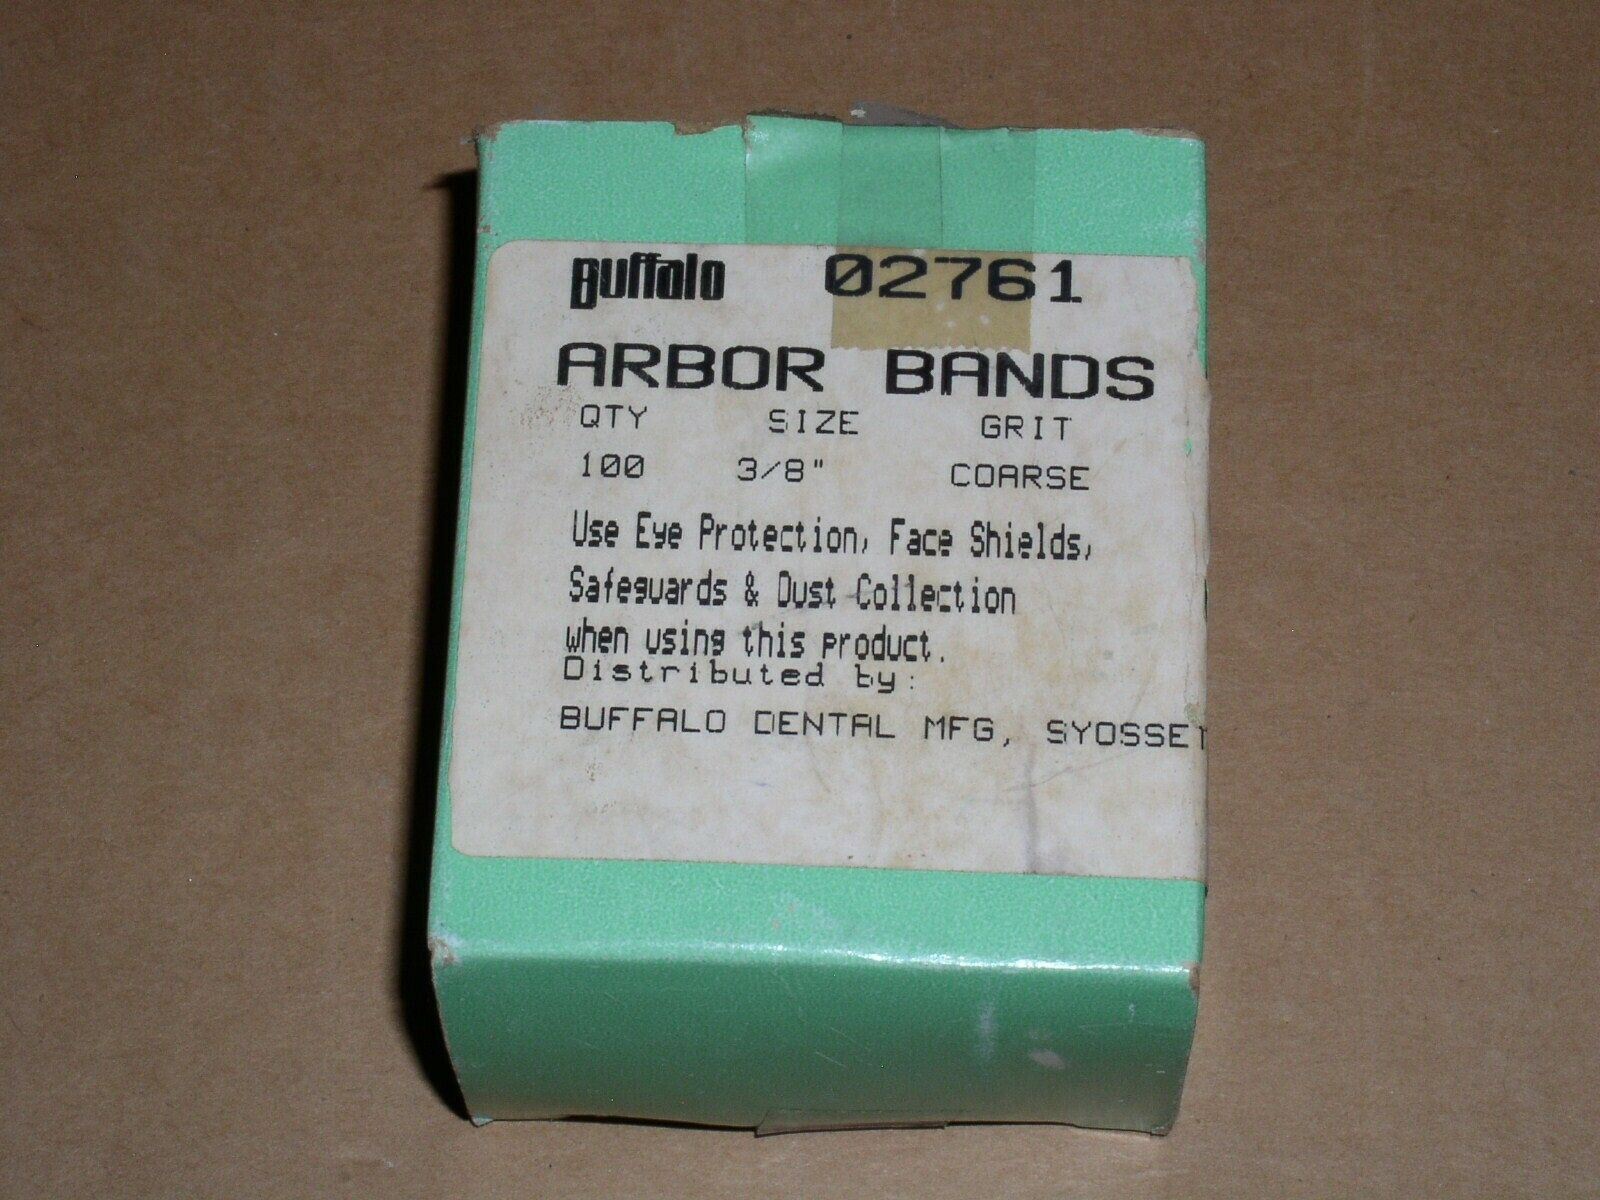 Buffalo 02761
ARBOR BANDS
QTY SIZE GRIT
100 3/8" COARSE
Use Eye Protection, Face Shields,
Safeguards & Dust Collection
when using this product.
Distributed by:
BUFFALO DENTAL MFG, SYOSSET